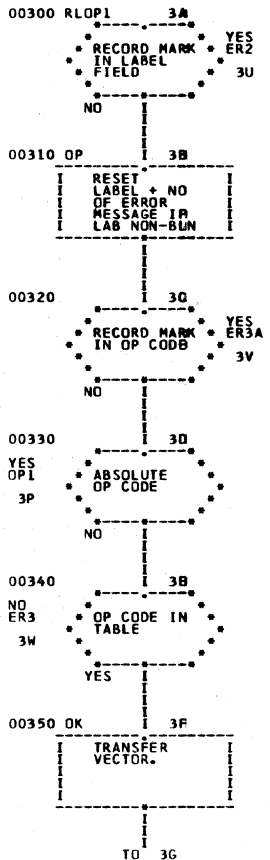 00300 RLOP1 3A
RECORD MARK
IN LABEL
FIELD
YES
ER2
3U
NO
00310 OP 3B
RESET
LABEL + NO
OF ERROR
MESSAGE IF
LAB NON-BLN
00320 3C
RECORD MARK
IN OP CODE
YES
ER3A
3V
NO
00330 3D
YES
OP1
3P
ABSOLUTE
OP CODE
NO
00340 3E
NO
ER3
3W
OP CODE IN
TABLE
YES
00350 OK 3F
TRANSFER
VECTOR.
TO 3G